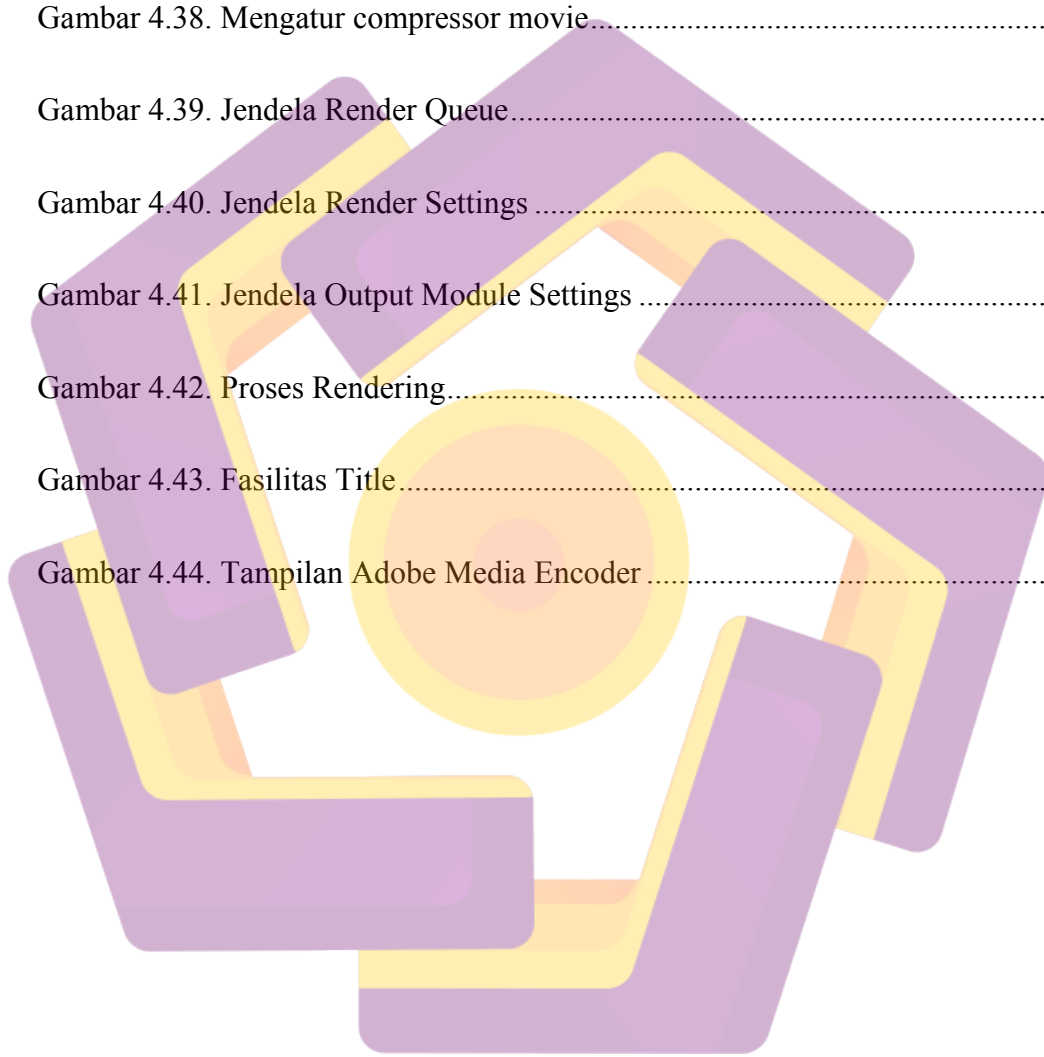 Gambar 4.38. Mengatur compressor movie..........................................................
Gambar 4.39. Jendela Render Queue....................................................................
Gambar 4.40. Jendela Render Settings .................................................................
Gambar 4.41. Jendela Output Module Settings ....................................................
Gambar 4.42. Proses Rendering............................................................................
Gambar 4.43. Fasilitas Title..................................................................................
Gambar 4.44. Tampilan Adobe Media Encoder ...................................................